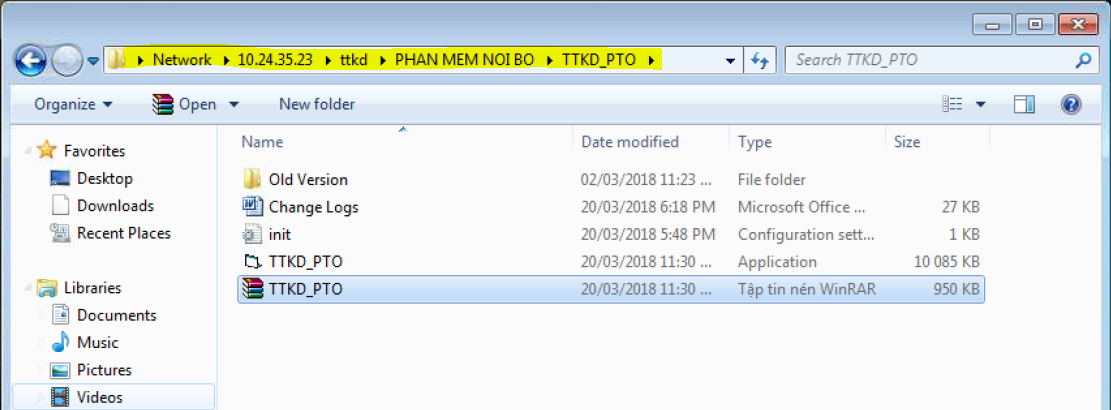 Network 10.24.35.23 ttkd PHAN MEM NOI BO TTKD_PTO Search TTKD_PTO
Organize Open New folder
Name Date modified Type Size
Favorites
Desktop
Downloads
Recent Places
Libraries
Documents
Music
Pictures
Videos
Old Version 02/03/2018 11:23 ... File folder
Change Logs 20/03/2018 6:18 PM Microsoft Office ... 27 KB
init 20/03/2018 5:48 PM Configuration sett... 1 KB
TTKD_PTO 20/03/2018 11:30 ... Application 10 085 KB
TTKD_PTO 20/03/2018 11:30 ... Tập tin nén WinRAR 950 KB